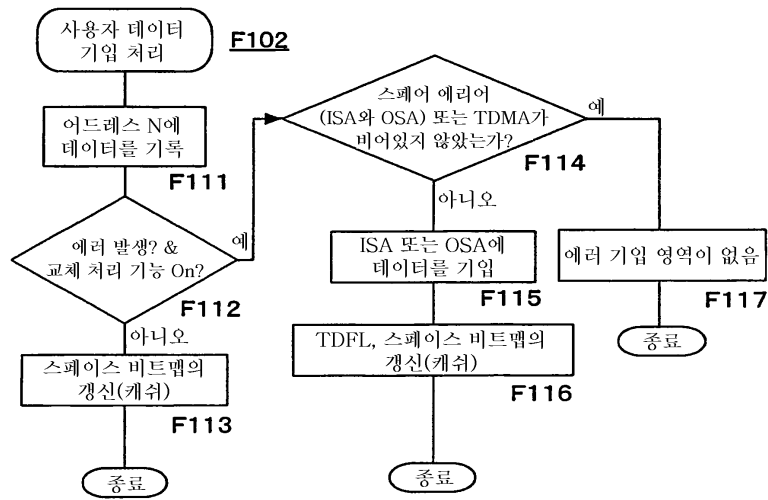 사용자 데이터
기입 처리
F102
어드레스 N에
데이터를 기록
F111
에러 발생? &
교체 처리 기능 On?
F112
예
아니오
스페이스 비트맵의
갱신(캐쉬)
F113
종료
스페어 에리어
(ISA와 OSA) 또는 TDMA가
비어있지 않았는가?
F114
예
아니오
ISA 또는 OSA에
데이터를 기입
F115
TDFL, 스페이스 비트맵의
갱신(캐쉬)
F116
종료
에러 기입 영역이 없음
F117
종료